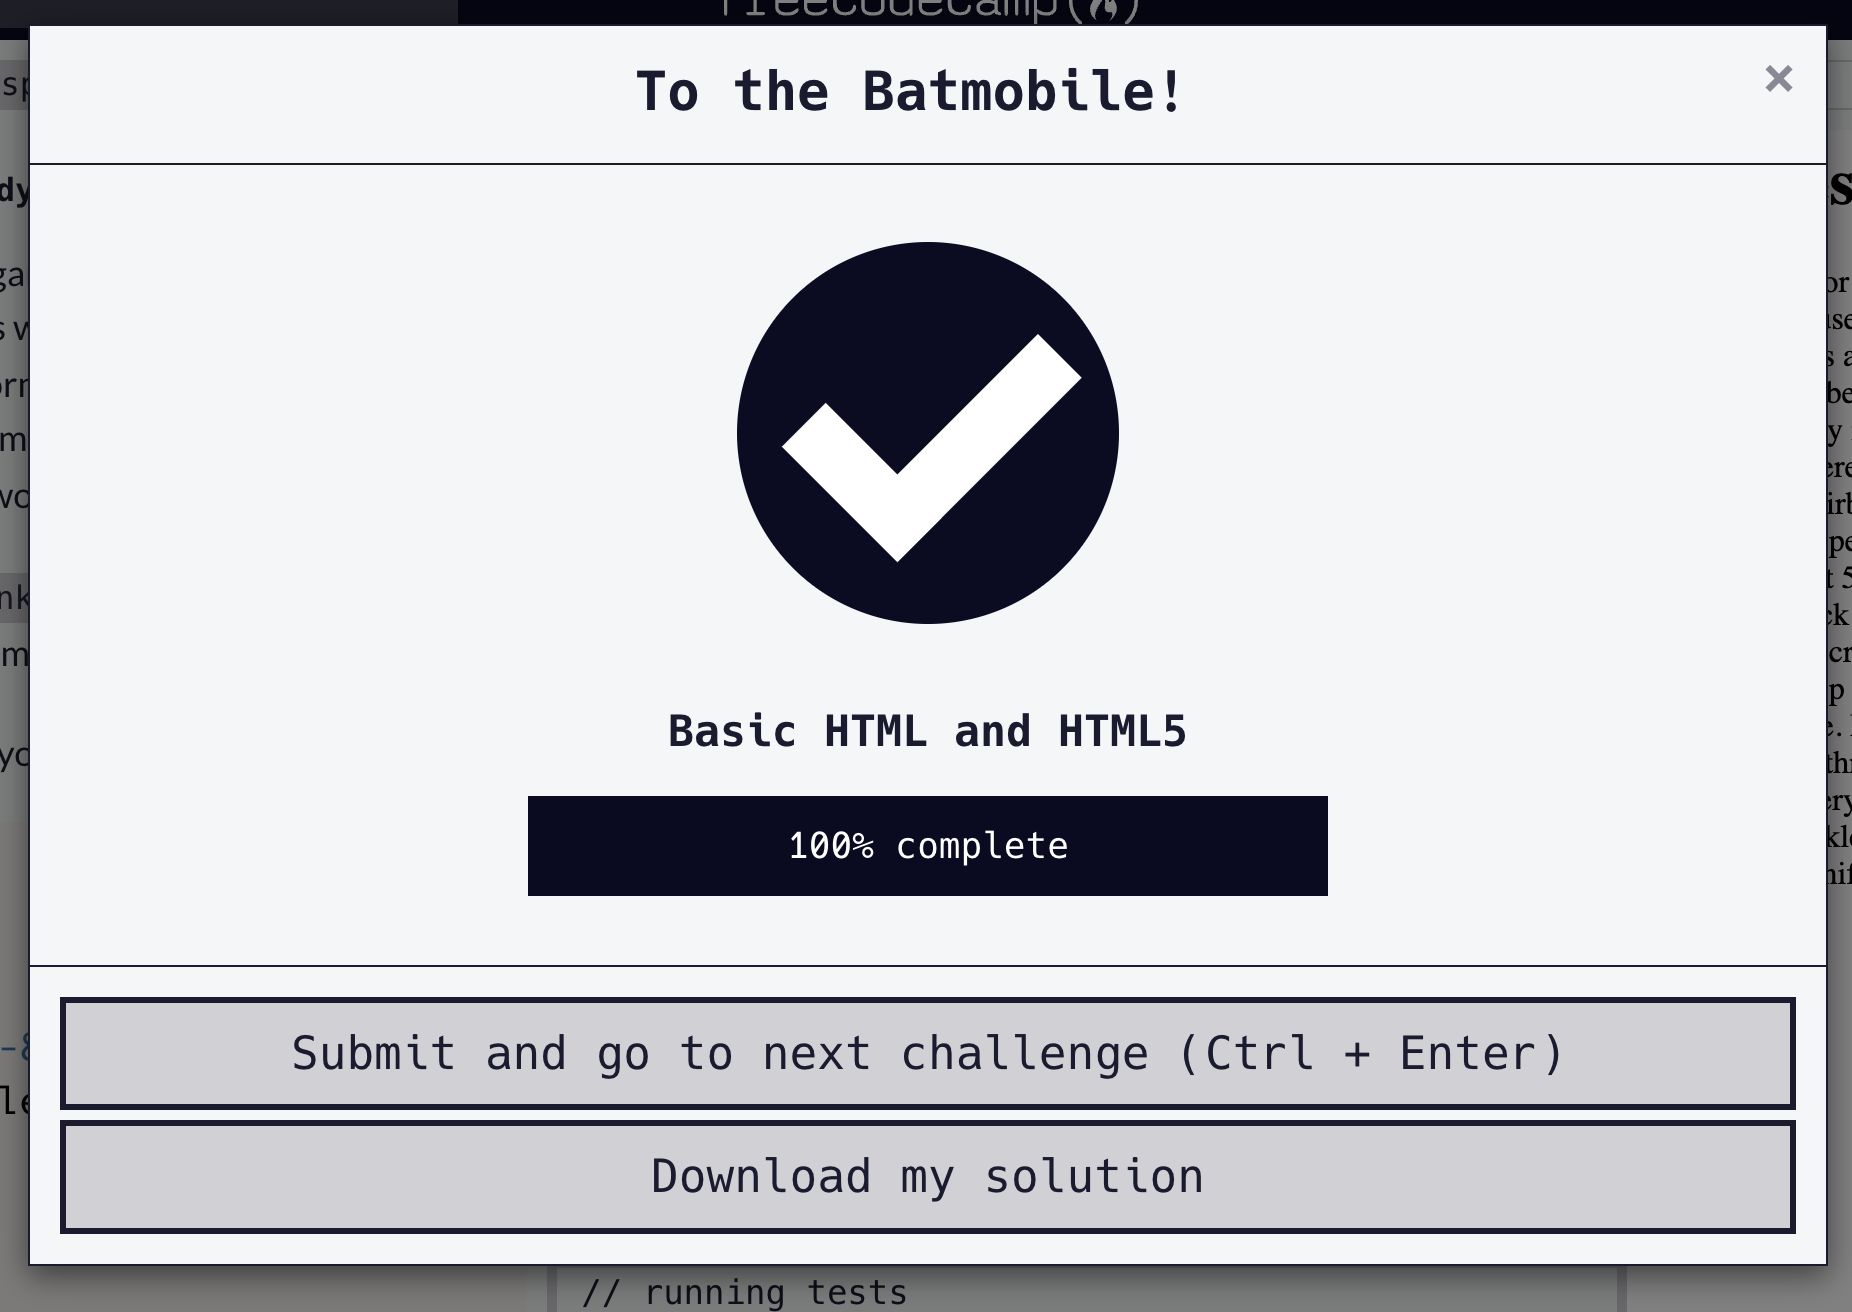 freeCodeCamp(
To the Batmobile!
×
Basic HTML and HTML5
100% complete
Submit and go to next challenge (Ctrl + Enter)
Download my solution
// running tests